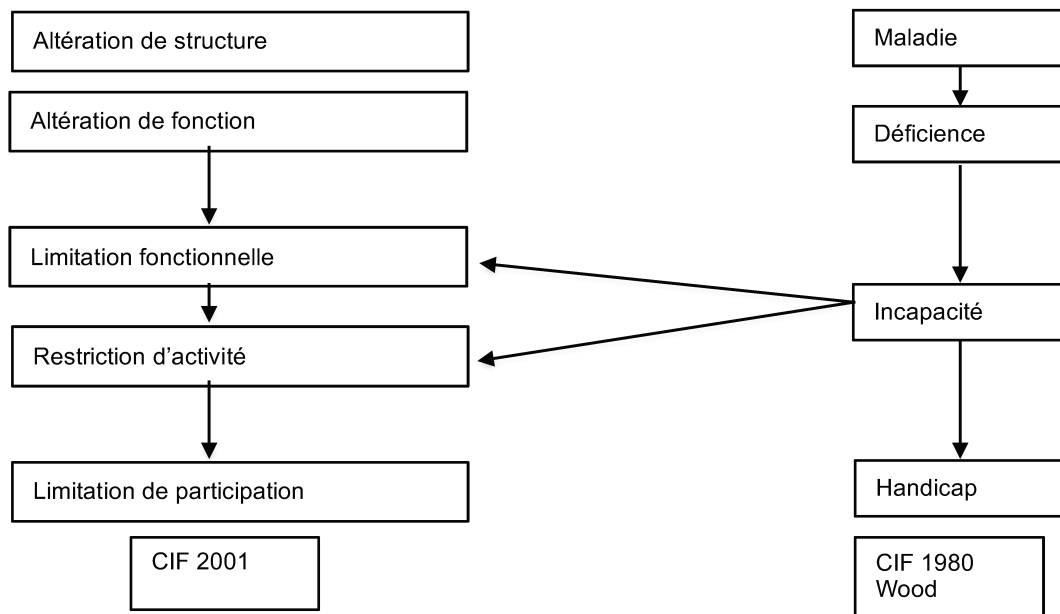 Altération de structure
Altération de fonction
Limitation fonctionnelle
Restriction d’activité
Limitation de participation
CIF 2001
Maladie
Déficience
Incapacité
Handicap
CIF 1980
Wood